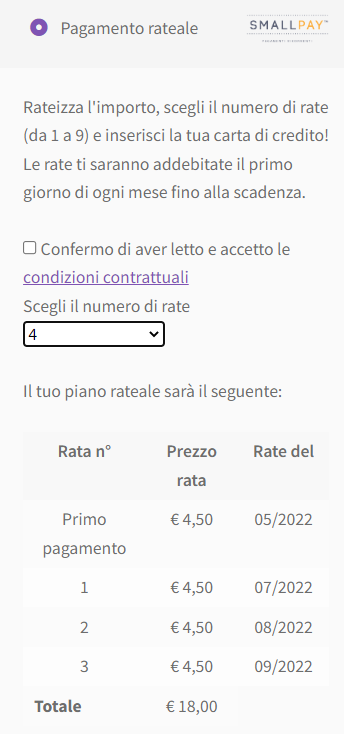 Pagamento rateale
SMALLPAY™
Rateizza l'importo, scegli il numero di rate
(da 1 a 9) e inserisci la tua carta di credito!
Le rate ti saranno addebitate il primo
giorno di ogni mese fino alla scadenza.
Confermo di aver letto e accetto le
condizioni contrattuali
Scegli il numero di rate
4
Il tuo piano rateale sarà il seguente:
Rata n° Prezzo rata Rate del
Primo pagamento € 4,50 05/2022
1 € 4,50 07/2022
2 € 4,50 08/2022
3 € 4,50 09/2022
Totale € 18,00